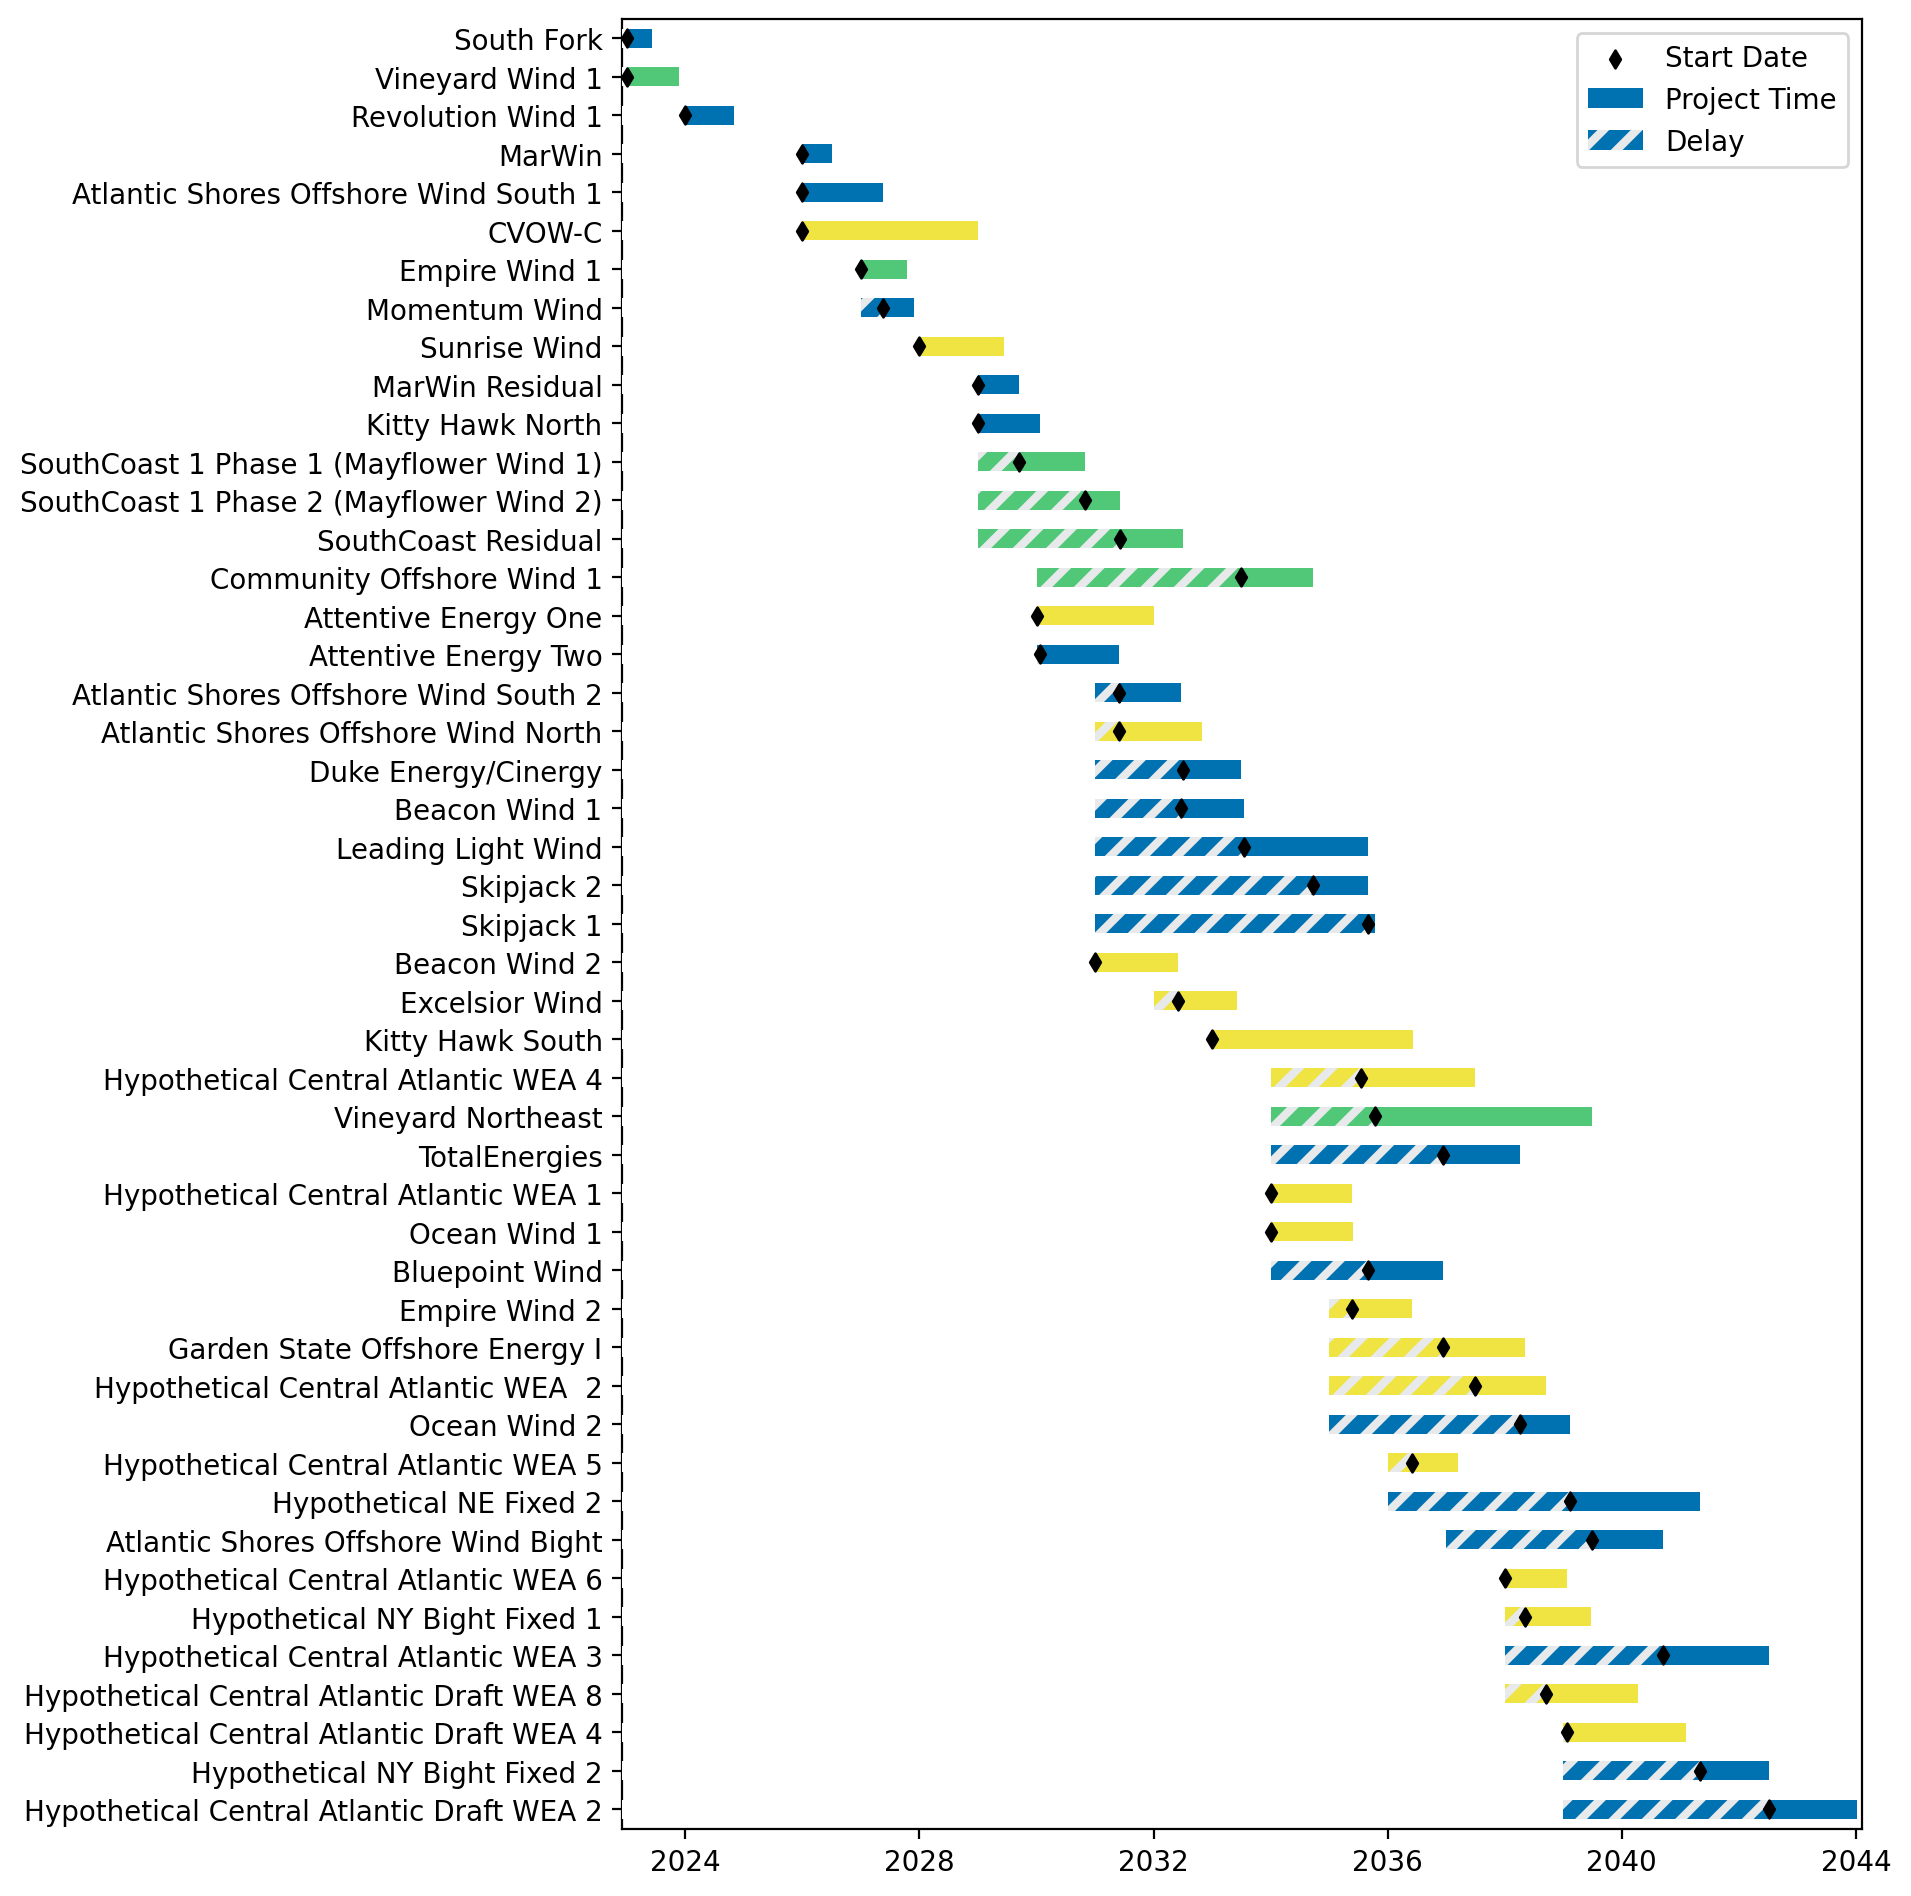 South Fork
Vineyard Wind 1
Revolution Wind 1
MarWin
Atlantic Shores Offshore Wind South 1
CVOW-C
Empire Wind 1
Momentum Wind
Sunrise Wind
MarWin Residual
Kitty Hawk North
SouthCoast 1 Phase 1 (Mayflower Wind 1)
SouthCoast 1 Phase 2 (Mayflower Wind 2)
SouthCoast Residual
Community Offshore Wind 1
Attentive Energy One
Attentive Energy Two
Atlantic Shores Offshore Wind South 2
Atlantic Shores Offshore Wind North
Duke Energy/Cinergy
Beacon Wind 1
Leading Light Wind
Skipjack 2
Skipjack 1
Beacon Wind 2
Excelsior Wind
Kitty Hawk South
Hypothetical Central Atlantic WEA 4
Vineyard Northeast
TotalEnergies
Hypothetical Central Atlantic WEA 1
Ocean Wind 1
Bluepoint Wind
Empire Wind 2
Garden State Offshore Energy I
Hypothetical Central Atlantic WEA  2
Ocean Wind 2
Hypothetical Central Atlantic WEA 5
Hypothetical NE Fixed 2
Atlantic Shores Offshore Wind Bight
Hypothetical Central Atlantic WEA 6
Hypothetical NY Bight Fixed 1
Hypothetical Central Atlantic WEA 3
Hypothetical Central Atlantic Draft WEA 8
Hypothetical Central Atlantic Draft WEA 4
Hypothetical NY Bight Fixed 2
Hypothetical Central Atlantic Draft WEA 2
Start Date
Project Time
Delay
2024 2028 2032 2036 2040 2044